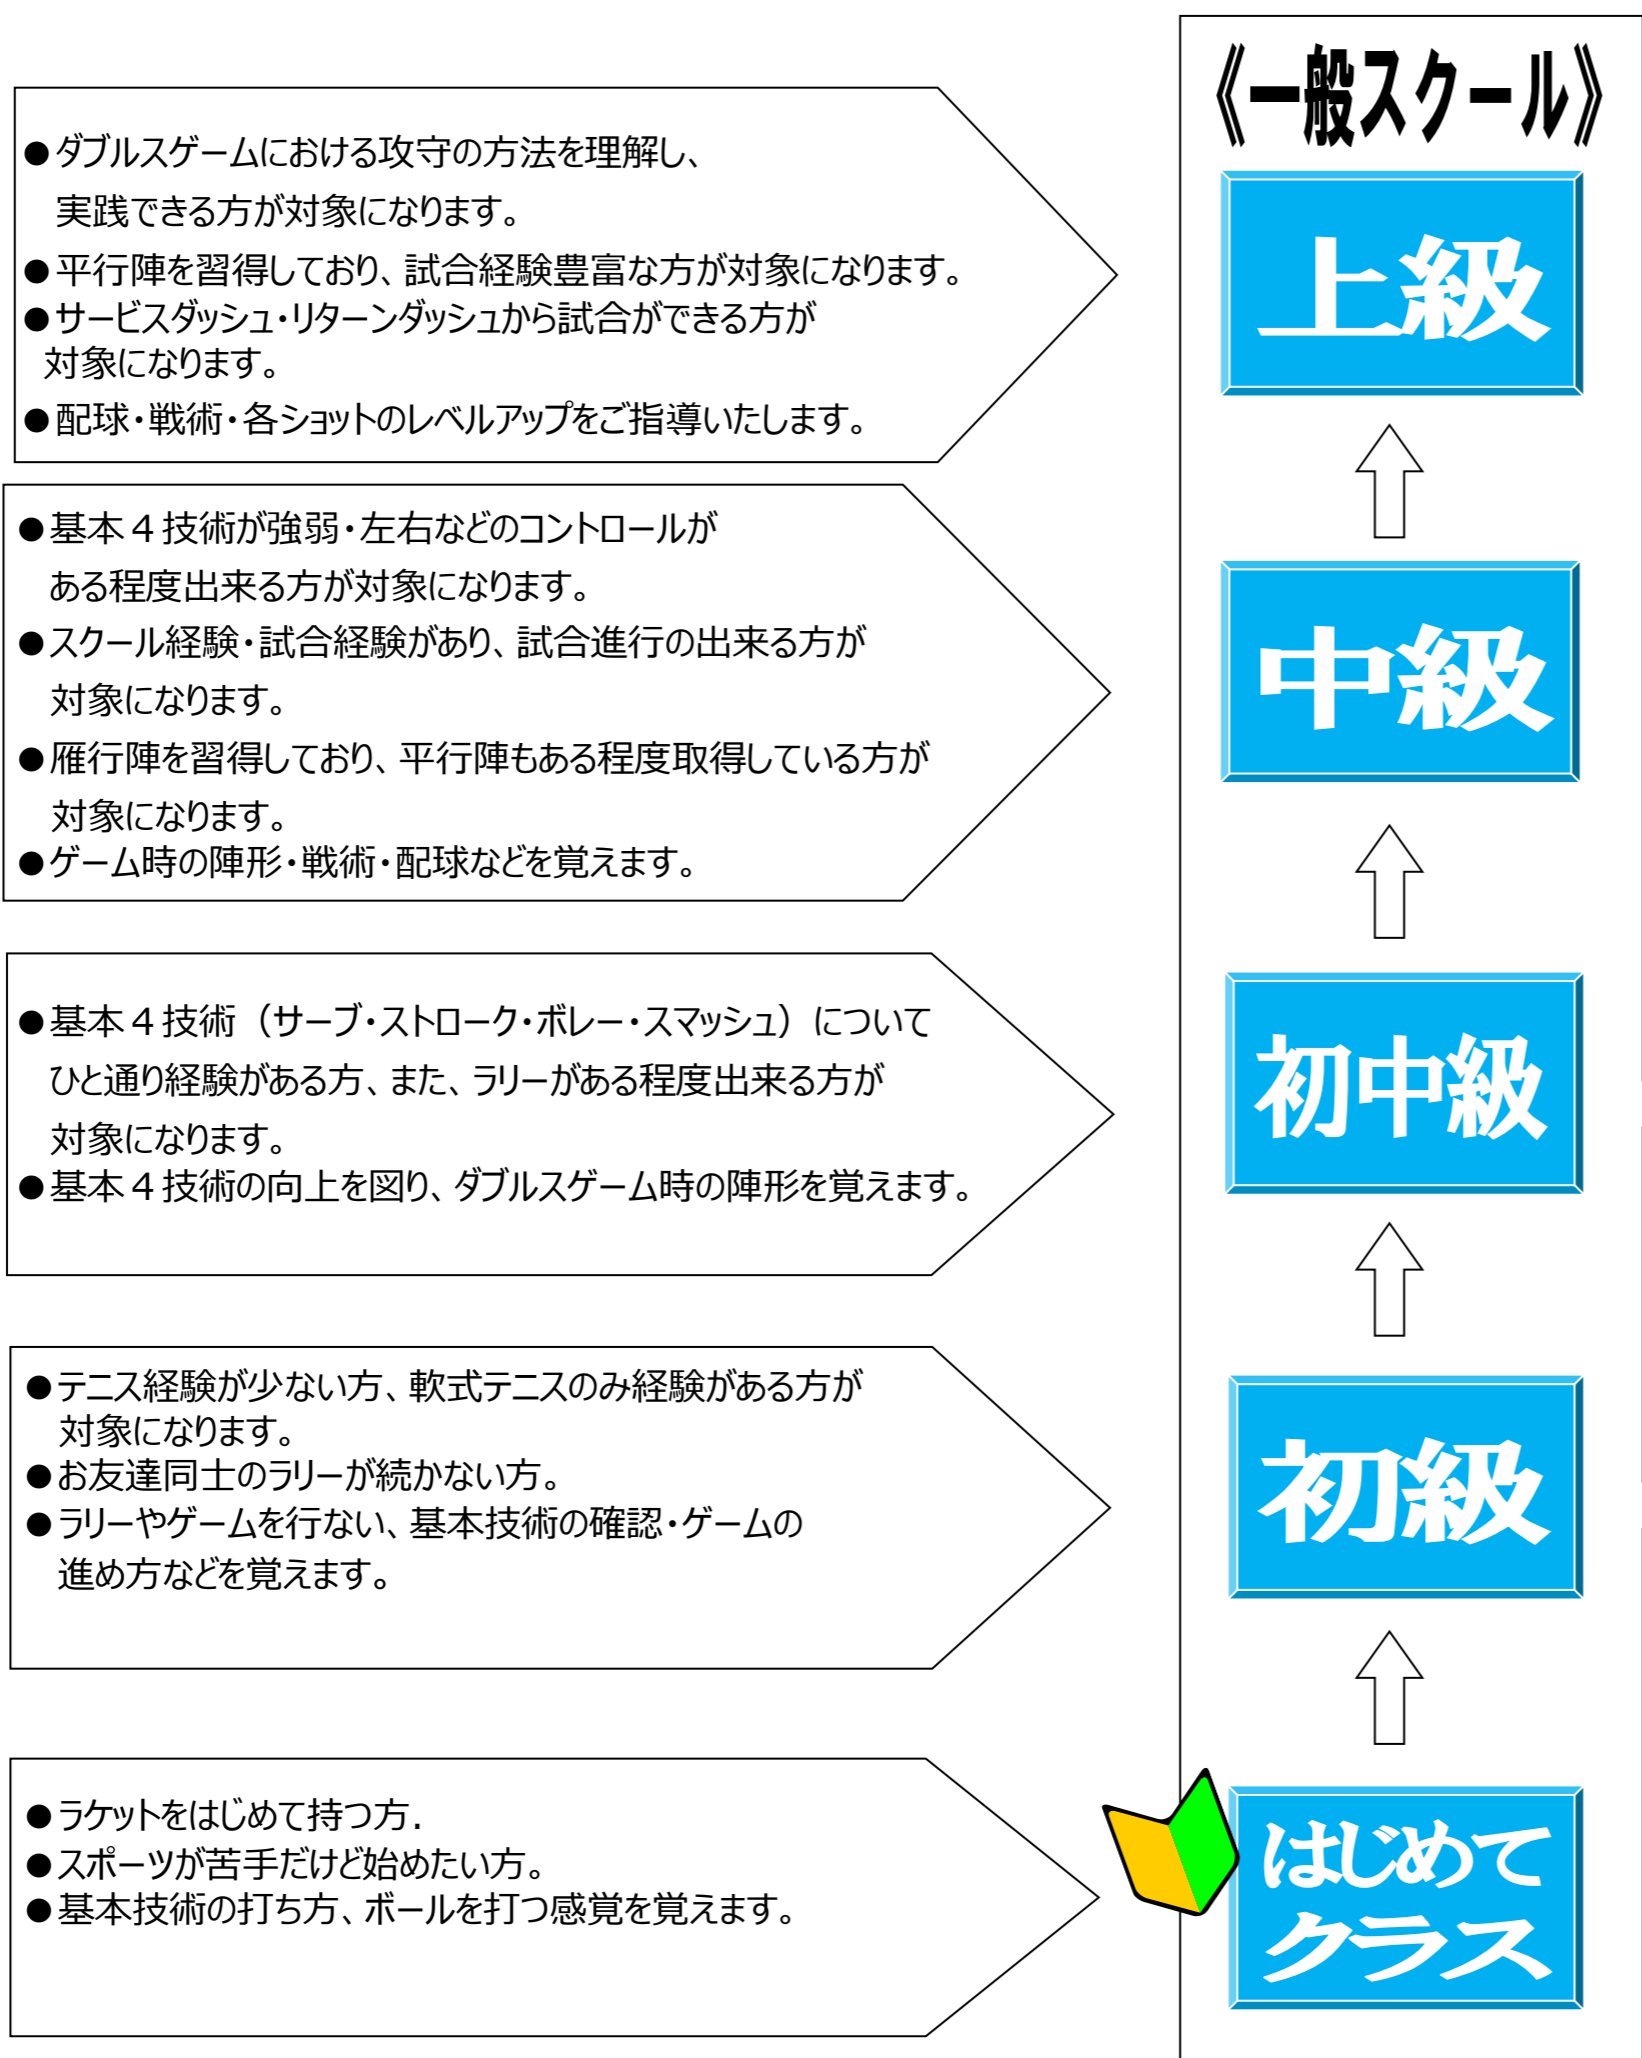 《一般スクール》
●ダブルスゲームにおける攻守の方法を理解し、
実践できる方が対象になります。
●平行陣を習得しており、試合経験豊富な方が対象になります。
●サービスダッシュ・リターンダッシュから試合ができる方が
対象になります。
●配球・戦術・各ショットのレベルアップをご指導いたします。
上級
●基本４技術が強弱・左右などのコントロールが
ある程度出来る方が対象になります。
●スクール経験・試合経験があり、試合進行の出来る方が
対象になります。
●雁行陣を習得しており、平行陣もある程度取得している方が
対象になります。
●ゲーム時の陣形・戦術・配球などを覚えます。
中級
●基本４技術（サーブ・ストローク・ボレー・スマッシュ）について
ひと通り経験がある方、また、ラリーがある程度出来る方が
対象になります。
●基本４技術の向上を図り、ダブルスゲーム時の陣形を覚えます。
初中級
●テニス経験が少ない方、軟式テニスのみ経験がある方が
対象になります。
●お友達同士のラリーが続かない方。
●ラリーやゲームを行ない、基本技術の確認・ゲームの
進め方などを覚えます。
初級
●ラケットをはじめて持つ方.
●スポーツが苦手だけど始めたい方。
●基本技術の打ち方、ボールを打つ感覚を覚えます。
はじめて
クラス